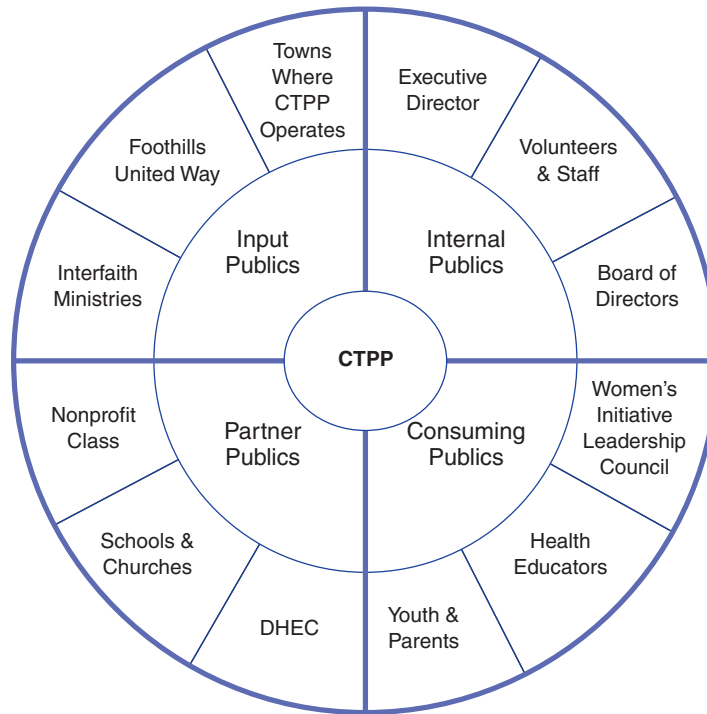 Towns
Where
CTPP
Operates
Executive
Director
Foothills
United Way
Volunteers
& Staff
Input
Publics
Internal
Publics
Interfaith
Ministries
Board of
Directors
CTPP
Nonprofit
Class
Partner
Publics
Consuming
Publics
Women’s
Initiative
Leadership
Council
Schools &
Churches
Health
Educators
DHEC
Youth &
Parents